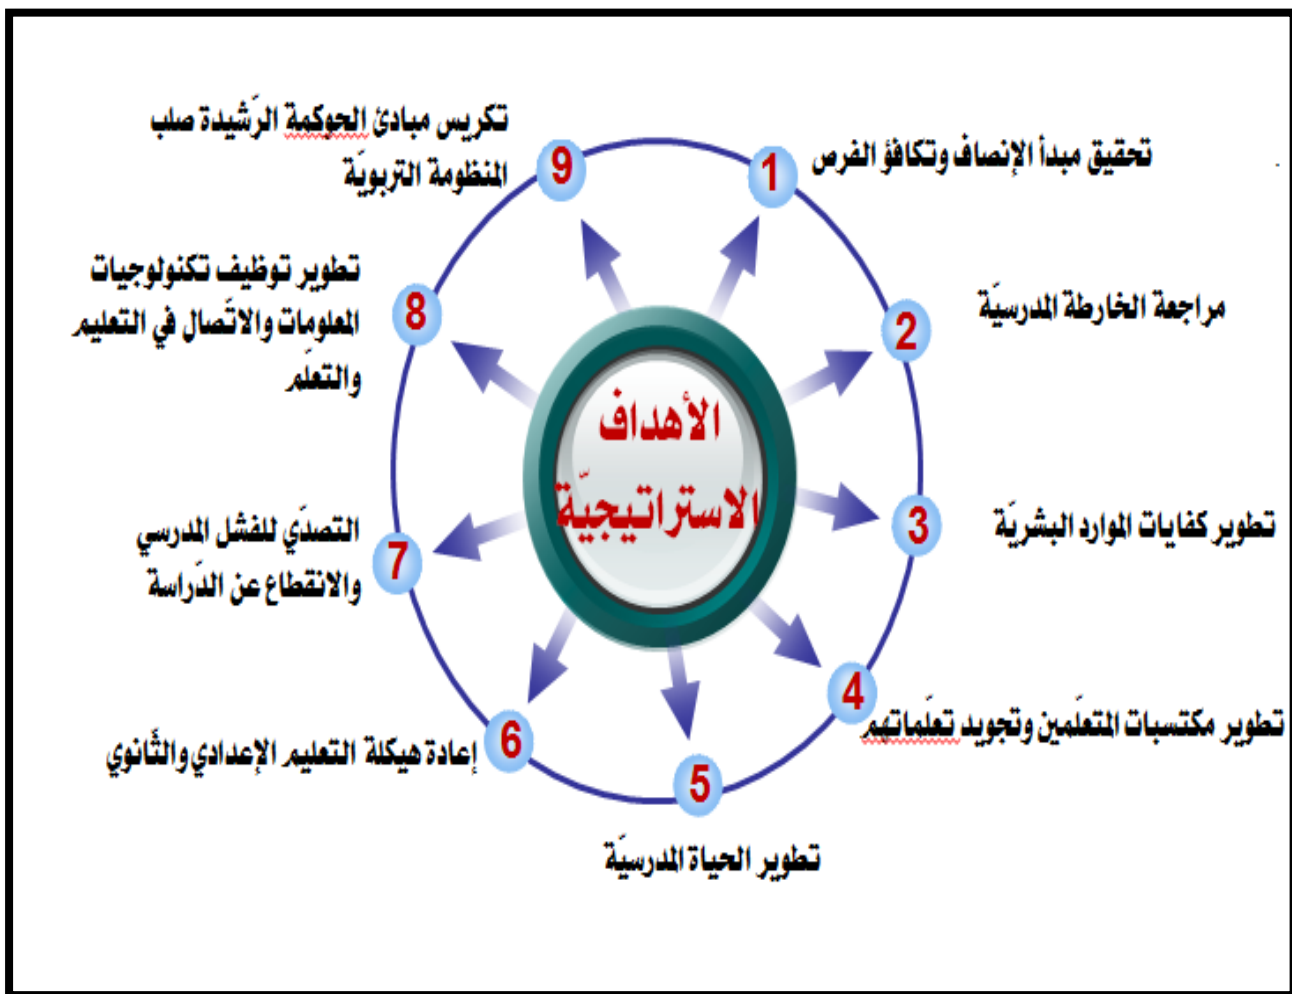 الأهداف
الاستراتيجيّة
1
تحقيق مبدأ الإنصاف وتكافؤ الفرص
2
مراجعة الخارطة المدرسيّة
3
تطوير كفايات الموارد البشريّة
4
تطوير مكتسبات المتعلّمين وتجويد تعلّماتهم
5
تطوير الحياة المدرسيّة
6
إعادة هيكلة التعليم الإعدادي والثّانوي
7
التصدّي للفشل المدرسي
والانقطاع عن الدّراسة
8
تطوير توظيف تكنولوجيات
المعلومات والاتّصال في التعليم
والتعلّم
9
تكريس مبادئ الحوكمة الرّشيدة صلب
المنظومة التربويّة